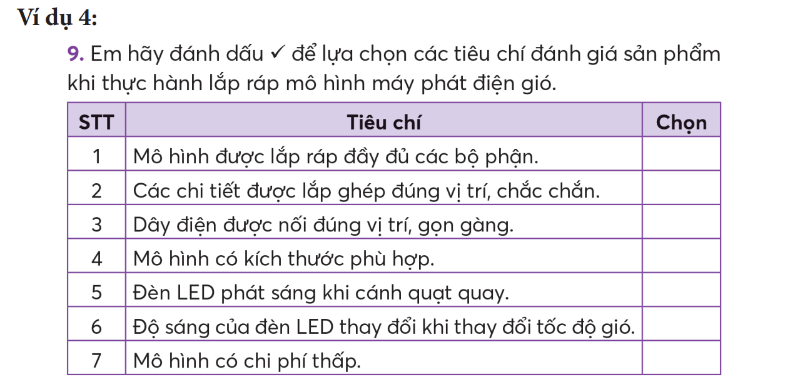 Ví dụ 4:
9. Em hãy đánh dấu ✓ để lựa chọn các tiêu chí đánh giá sản phẩm
khi thực hành lắp ráp mô hình máy phát điện gió.
STT Tiêu chí Chọn
1 Mô hình được lắp ráp đầy đủ các bộ phận.
2 Các chi tiết được lắp ghép đúng vị trí, chắc chắn.
3 Dây điện được nối đúng vị trí, gọn gàng.
4 Mô hình có kích thước phù hợp.
5 Đèn LED phát sáng khi cánh quạt quay.
6 Độ sáng của đèn LED thay đổi khi thay đổi tốc độ gió.
7 Mô hình có chi phí thấp.